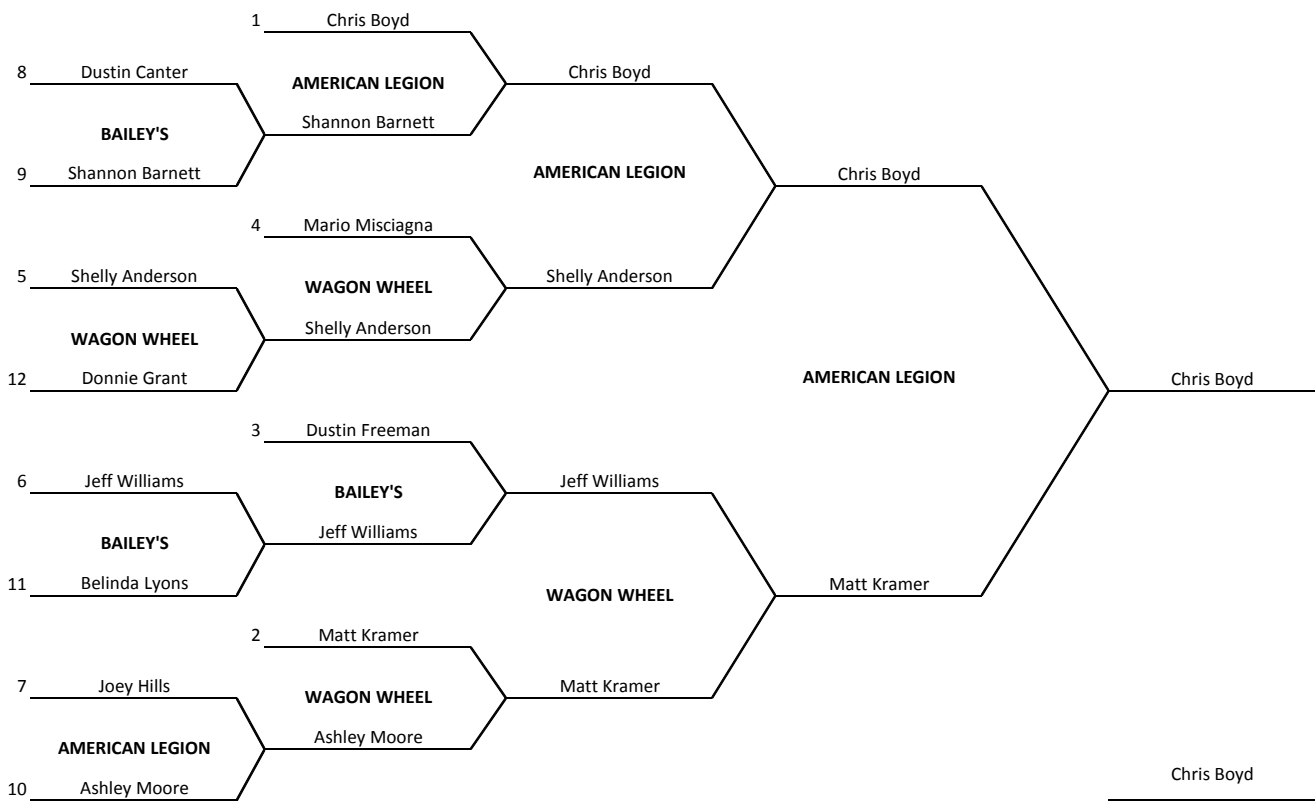 1 Chris Boyd
8 Dustin Canter
AMERICAN LEGION
Chris Boyd
BAILEY'S
Shannon Barnett
9 Shannon Barnett
AMERICAN LEGION
Chris Boyd
4 Mario Misciagna
5 Shelly Anderson
WAGON WHEEL
Shelly Anderson
WAGON WHEEL
Shelly Anderson
12 Donnie Grant
AMERICAN LEGION
Chris Boyd
3 Dustin Freeman
6 Jeff Williams
BAILEY'S
Jeff Williams
BAILEY'S
Jeff Williams
11 Belinda Lyons
WAGON WHEEL
Matt Kramer
2 Matt Kramer
7 Joey Hills
WAGON WHEEL
Matt Kramer
AMERICAN LEGION
Ashley Moore
10 Ashley Moore
Chris Boyd